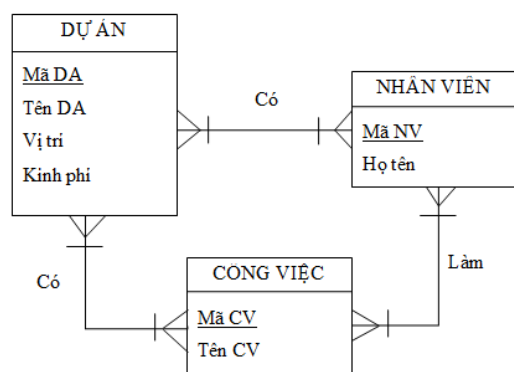 DỰ ÁN
Mã DA
Tên DA
Vị trí
Kinh phí
Có
NHÂN VIÊN
Mã NV
Họ tên
Có
Làm
CÔNG VIỆC
Mã CV
Tên CV